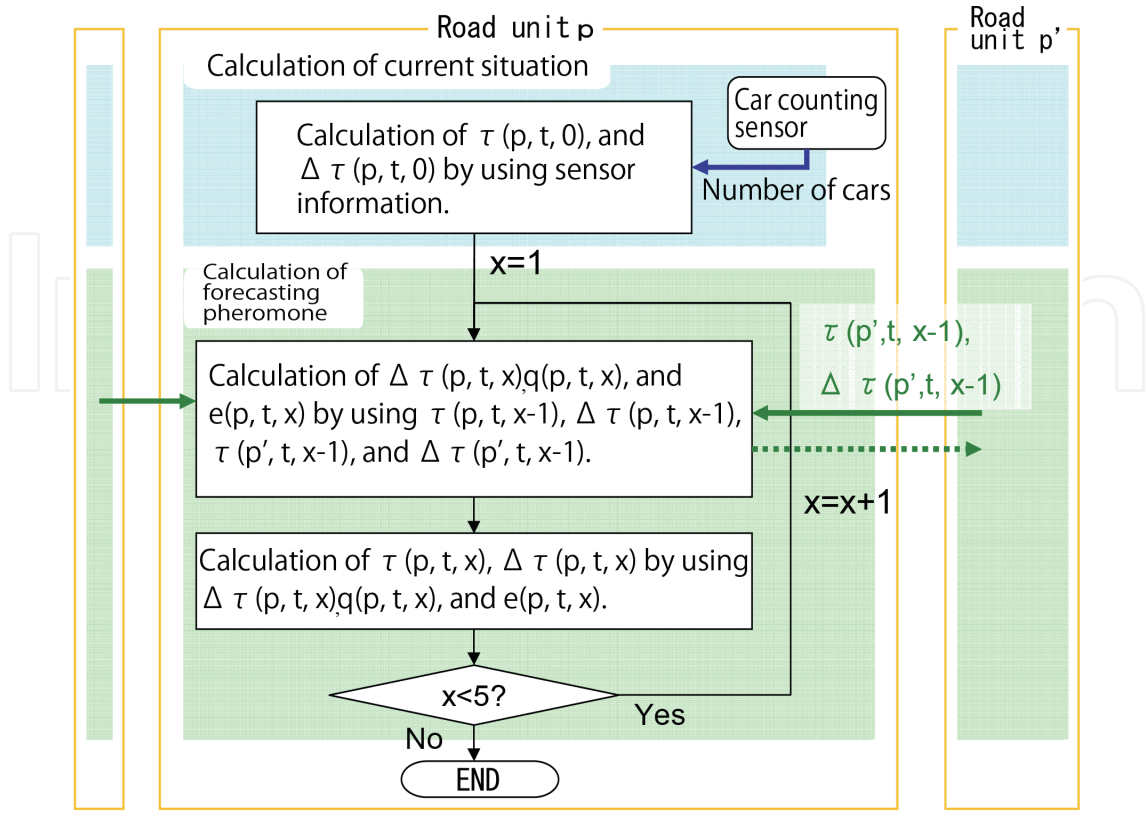 Road unit p
Road
unit p'
Calculation of current situation
Car counting
sensor
Calculation of τ (p, t, 0), and
Δ τ (p, t, 0) by using sensor
information.
Number of cars
x=1
Calculation of
forecasting
pheromone
τ (p',t, x-1),
Δ τ (p',t, x-1)
Calculation of Δ τ (p, t, x),q(p, t, x), and
e(p, t, x) by using τ (p, t, x-1), Δ τ (p, t, x-1),
τ (p', t, x-1), and Δ τ (p', t, x-1).
x=x+1
Calculation of τ (p, t, x), Δ τ (p, t, x) by using
Δ τ (p, t, x),q(p, t, x), and e(p, t, x).
x<5?
Yes
No
END